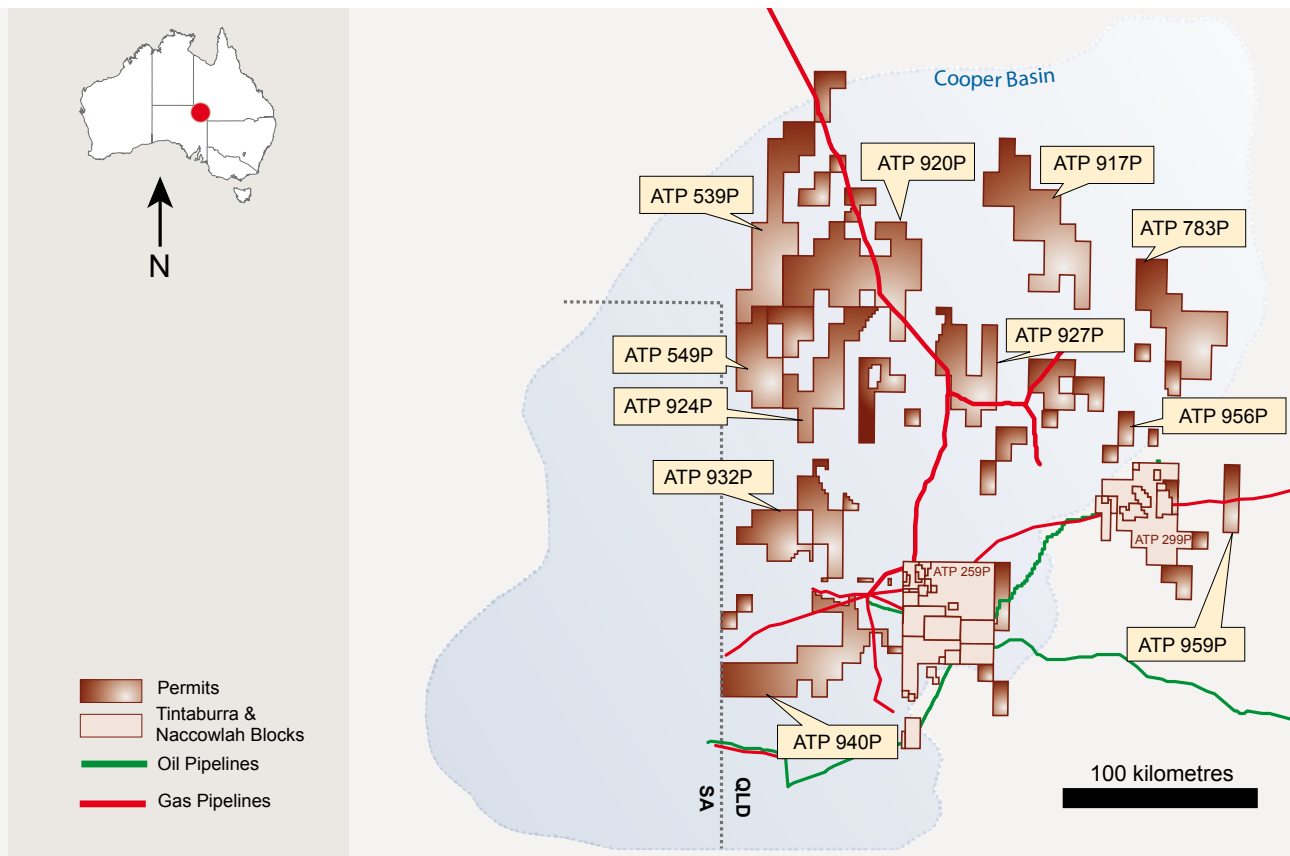 Cooper Basin
ATP 920P
ATP 917P
ATP 539P
ATP 783P
N
ATP 927P
ATP 549P
ATP 924P
ATP 956P
ATP 932P
ATP 299P
ATP 259P
ATP 959P
ATP 940P
Permits
Tintaburra &
Naccowlah Blocks
Oil Pipelines
Gas Pipelines
SA
QLD
100 kilometres